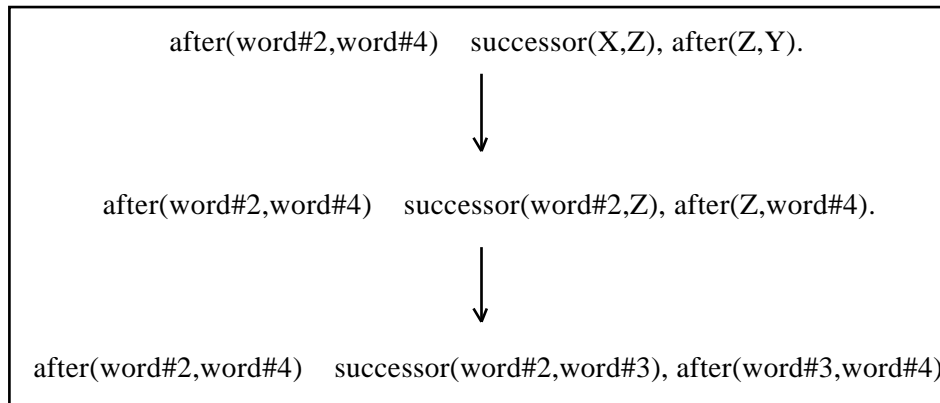 after(word#2,word#4) successor(X,Z), after(Z,Y).
after(word#2,word#4) successor(word#2,Z), after(Z,word#4).
after(word#2,word#4) successor(word#2,word#3), after(word#3,word#4)